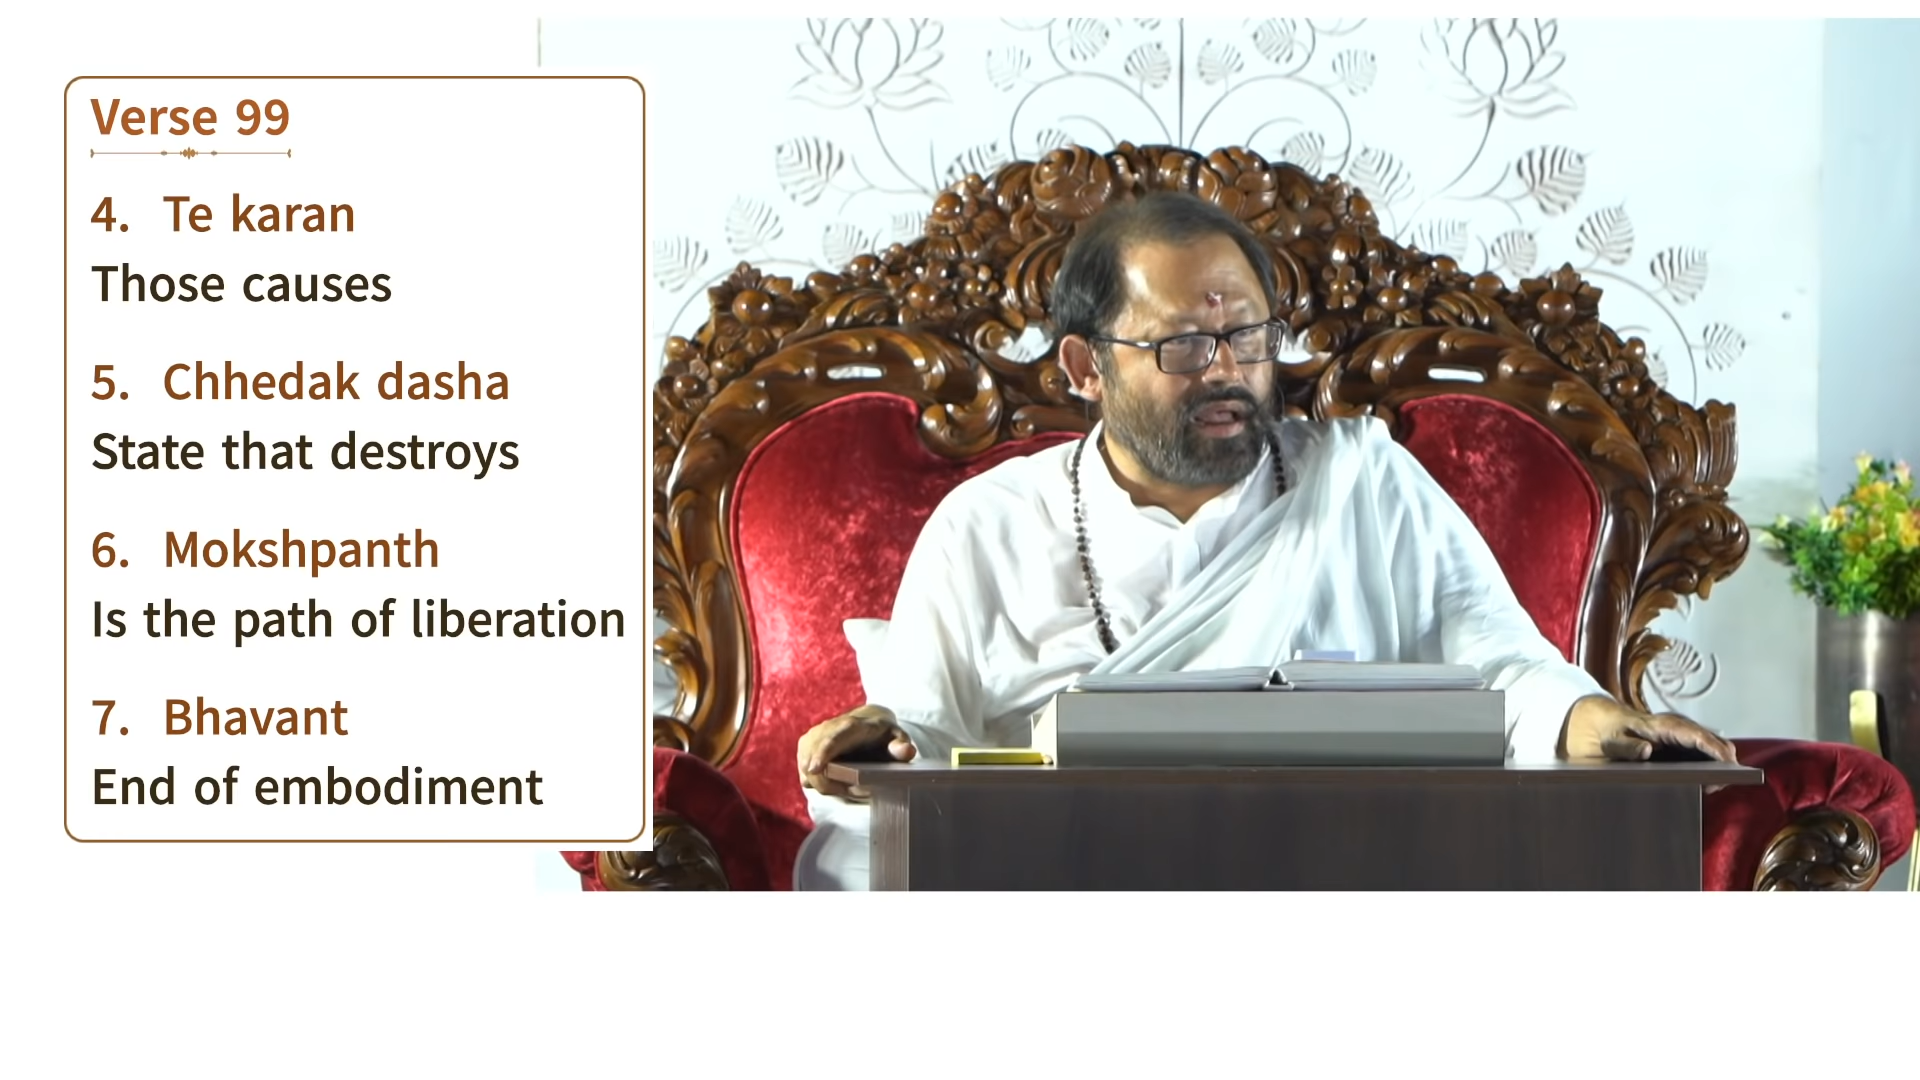 Verse 99
4. Te karan
Those causes
5. Chhedak dasha
State that destroys
6. Mokshpanth
Is the path of liberation
7. Bhavant
End of embodiment